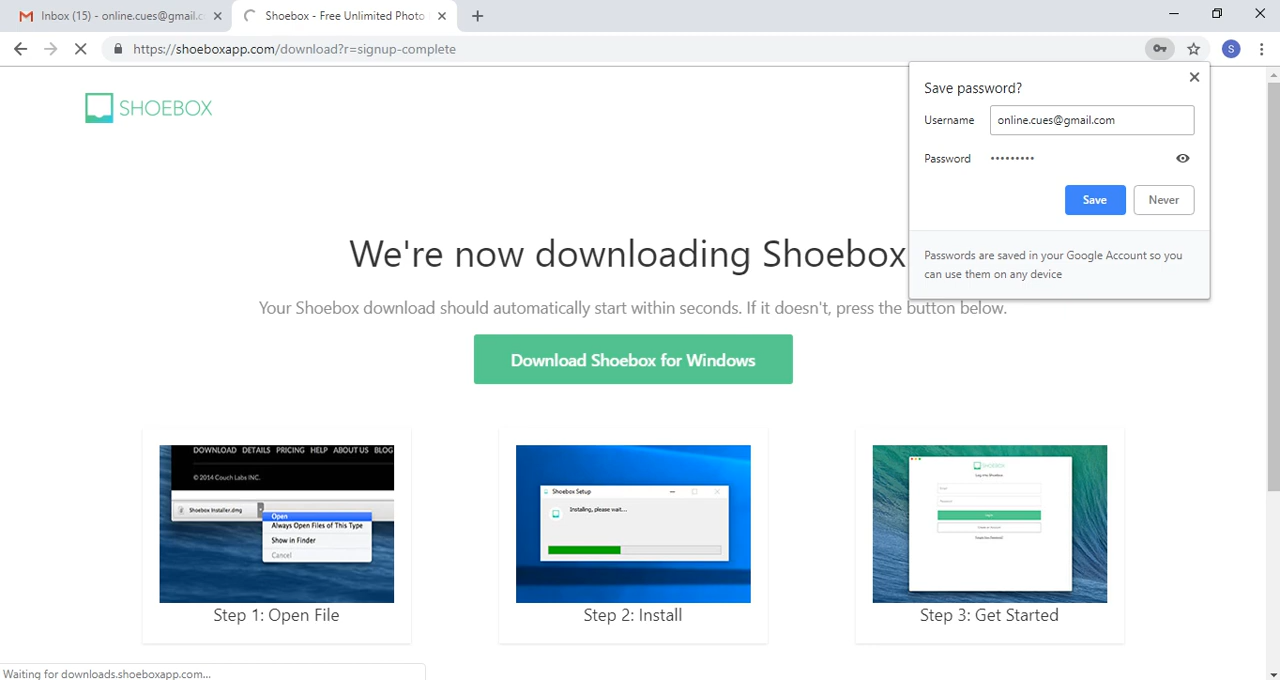 Inbox (15) - online.cues@gmail.c
Shoebox - Free Unlimited Photo
https://shoeboxapp.com/download?r=signup-complete
S
SHOEBOX
Save password?
Username
online.cues@gmail.com
Password
•••••••••
Save
Never
Passwords are saved in your Google Account so you
can use them on any device
We're now downloading Shoebox
Your Shoebox download should automatically start within seconds. If it doesn't, press the button below.
Download Shoebox for Windows
DOWNLOAD DETAILS PRICING HELP ABOUT US BLOG
© 2014 Couch Labs INC.
Shoebox Installer.dmg
Open
Always Open Files of This Type
Show in Finder
Cancel
Step 1: Open File
Shoebox Setup
Installing, please wait...
Step 2: Install
SHOEBOX
Log into Shoebox
Email
Password
Step 3: Get Started
Waiting for downloads.shoeboxapp.com...